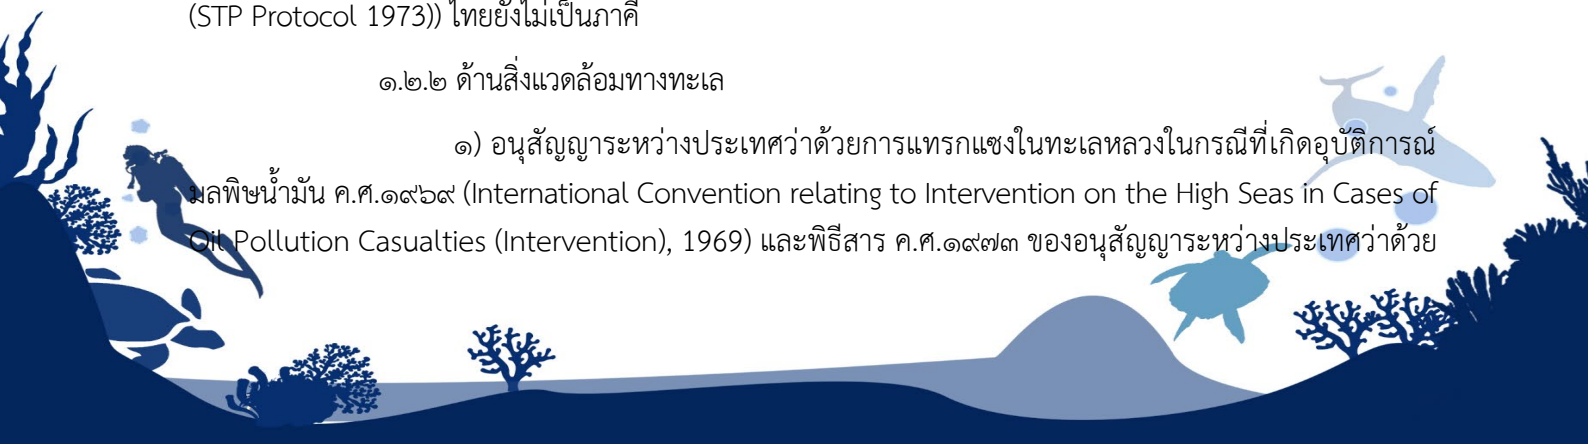 (STP Protocol 1973)) ไทยยังไม่เป็นภาคี
๑.๒.๒ ด้านสิ่งแวดล้อมทางทะเล
๑) อนุสัญญาระหว่างประเทศว่าด้วยการแทรกแซงในทะเลหลวงในกรณีที่เกิดอุบัติการณ์
มลพิษน้ำมัน ค.ศ.๑๙๖๙ (International Convention relating to Intervention on the High Seas in Cases of
Oil Pollution Casualties (Intervention), 1969) และพิธีสาร ค.ศ.๑๙๗๓ ของอนุสัญญาระหว่างประเทศว่าด้วย